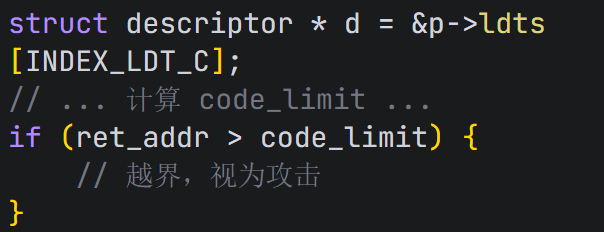 struct descriptor * d = &p->ldts
[INDEX_LDT_C];
// ... 计算 code_limit ...
if (ret_addr > code_limit) {
    // 越界，视为攻击
}